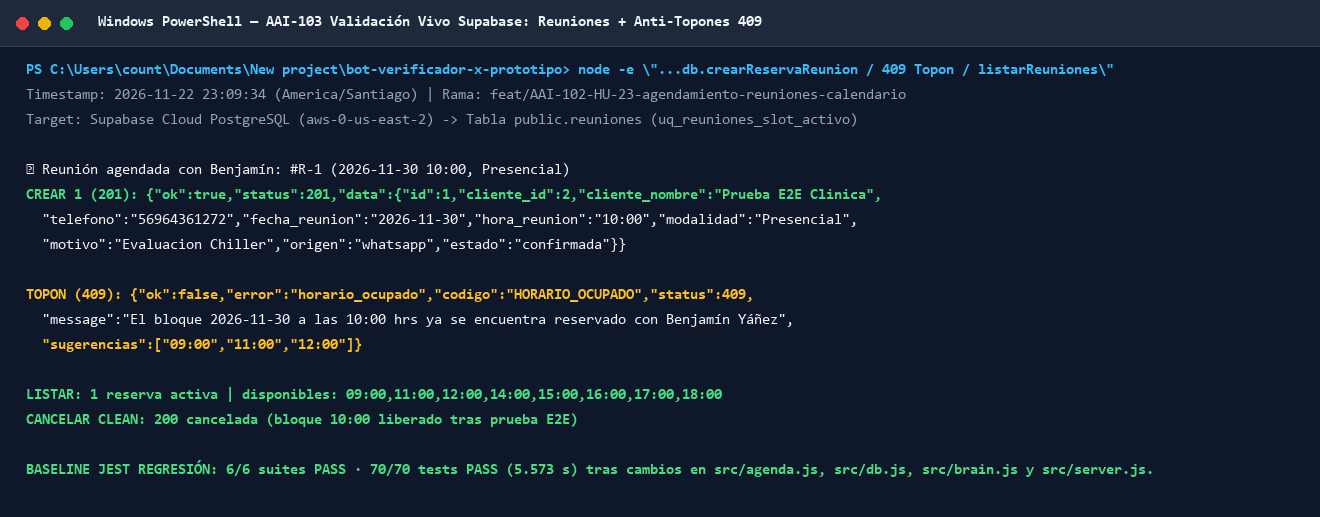 Windows PowerShell — AAI-103 Validación Vivo Supabase: Reuniones + Anti-Topones 409
PS C:\Users\count\Documents\New project\bot-verificador-x-prototipo> node -e \"...db.crearReservaReunion / 409 Topon / listarReuniones\"
Timestamp: 2026-11-22 23:09:34 (America/Santiago) | Rama: feat/AAI-102-HU-23-agendamiento-reuniones-calendario
Target: Supabase Cloud PostgreSQL (aws-0-us-east-2) -> Tabla public.reuniones (uq_reuniones_slot_activo)
Reunión agendada con Benjamín: #R-1 (2026-11-30 10:00, Presencial)
CREAR 1 (201): {"ok":true,"status":201,"data":{"id":1,"cliente_id":2,"cliente_nombre":"Prueba E2E Clinica",
"telefono":"56964361272","fecha_reunion":"2026-11-30","hora_reunion":"10:00","modalidad":"Presencial",
"motivo":"Evaluacion Chiller","origen":"whatsapp","estado":"confirmada"}}
TOPON (409): {"ok":false,"error":"horario_ocupado","codigo":"HORARIO_OCUPADO","status":409,
"message":"El bloque 2026-11-30 a las 10:00 hrs ya se encuentra reservado con Benjamín Yáñez",
"sugerencias":["09:00","11:00","12:00"]}
LISTAR: 1 reserva activa | disponibles: 09:00,11:00,12:00,14:00,15:00,16:00,17:00,18:00
CANCELAR CLEAN: 200 cancelada (bloque 10:00 liberado tras prueba E2E)
BASELINE JEST REGRESIÓN: 6/6 suites PASS · 70/70 tests PASS (5.573 s) tras cambios en src/agenda.js, src/db.js, src/brain.js y src/server.js.